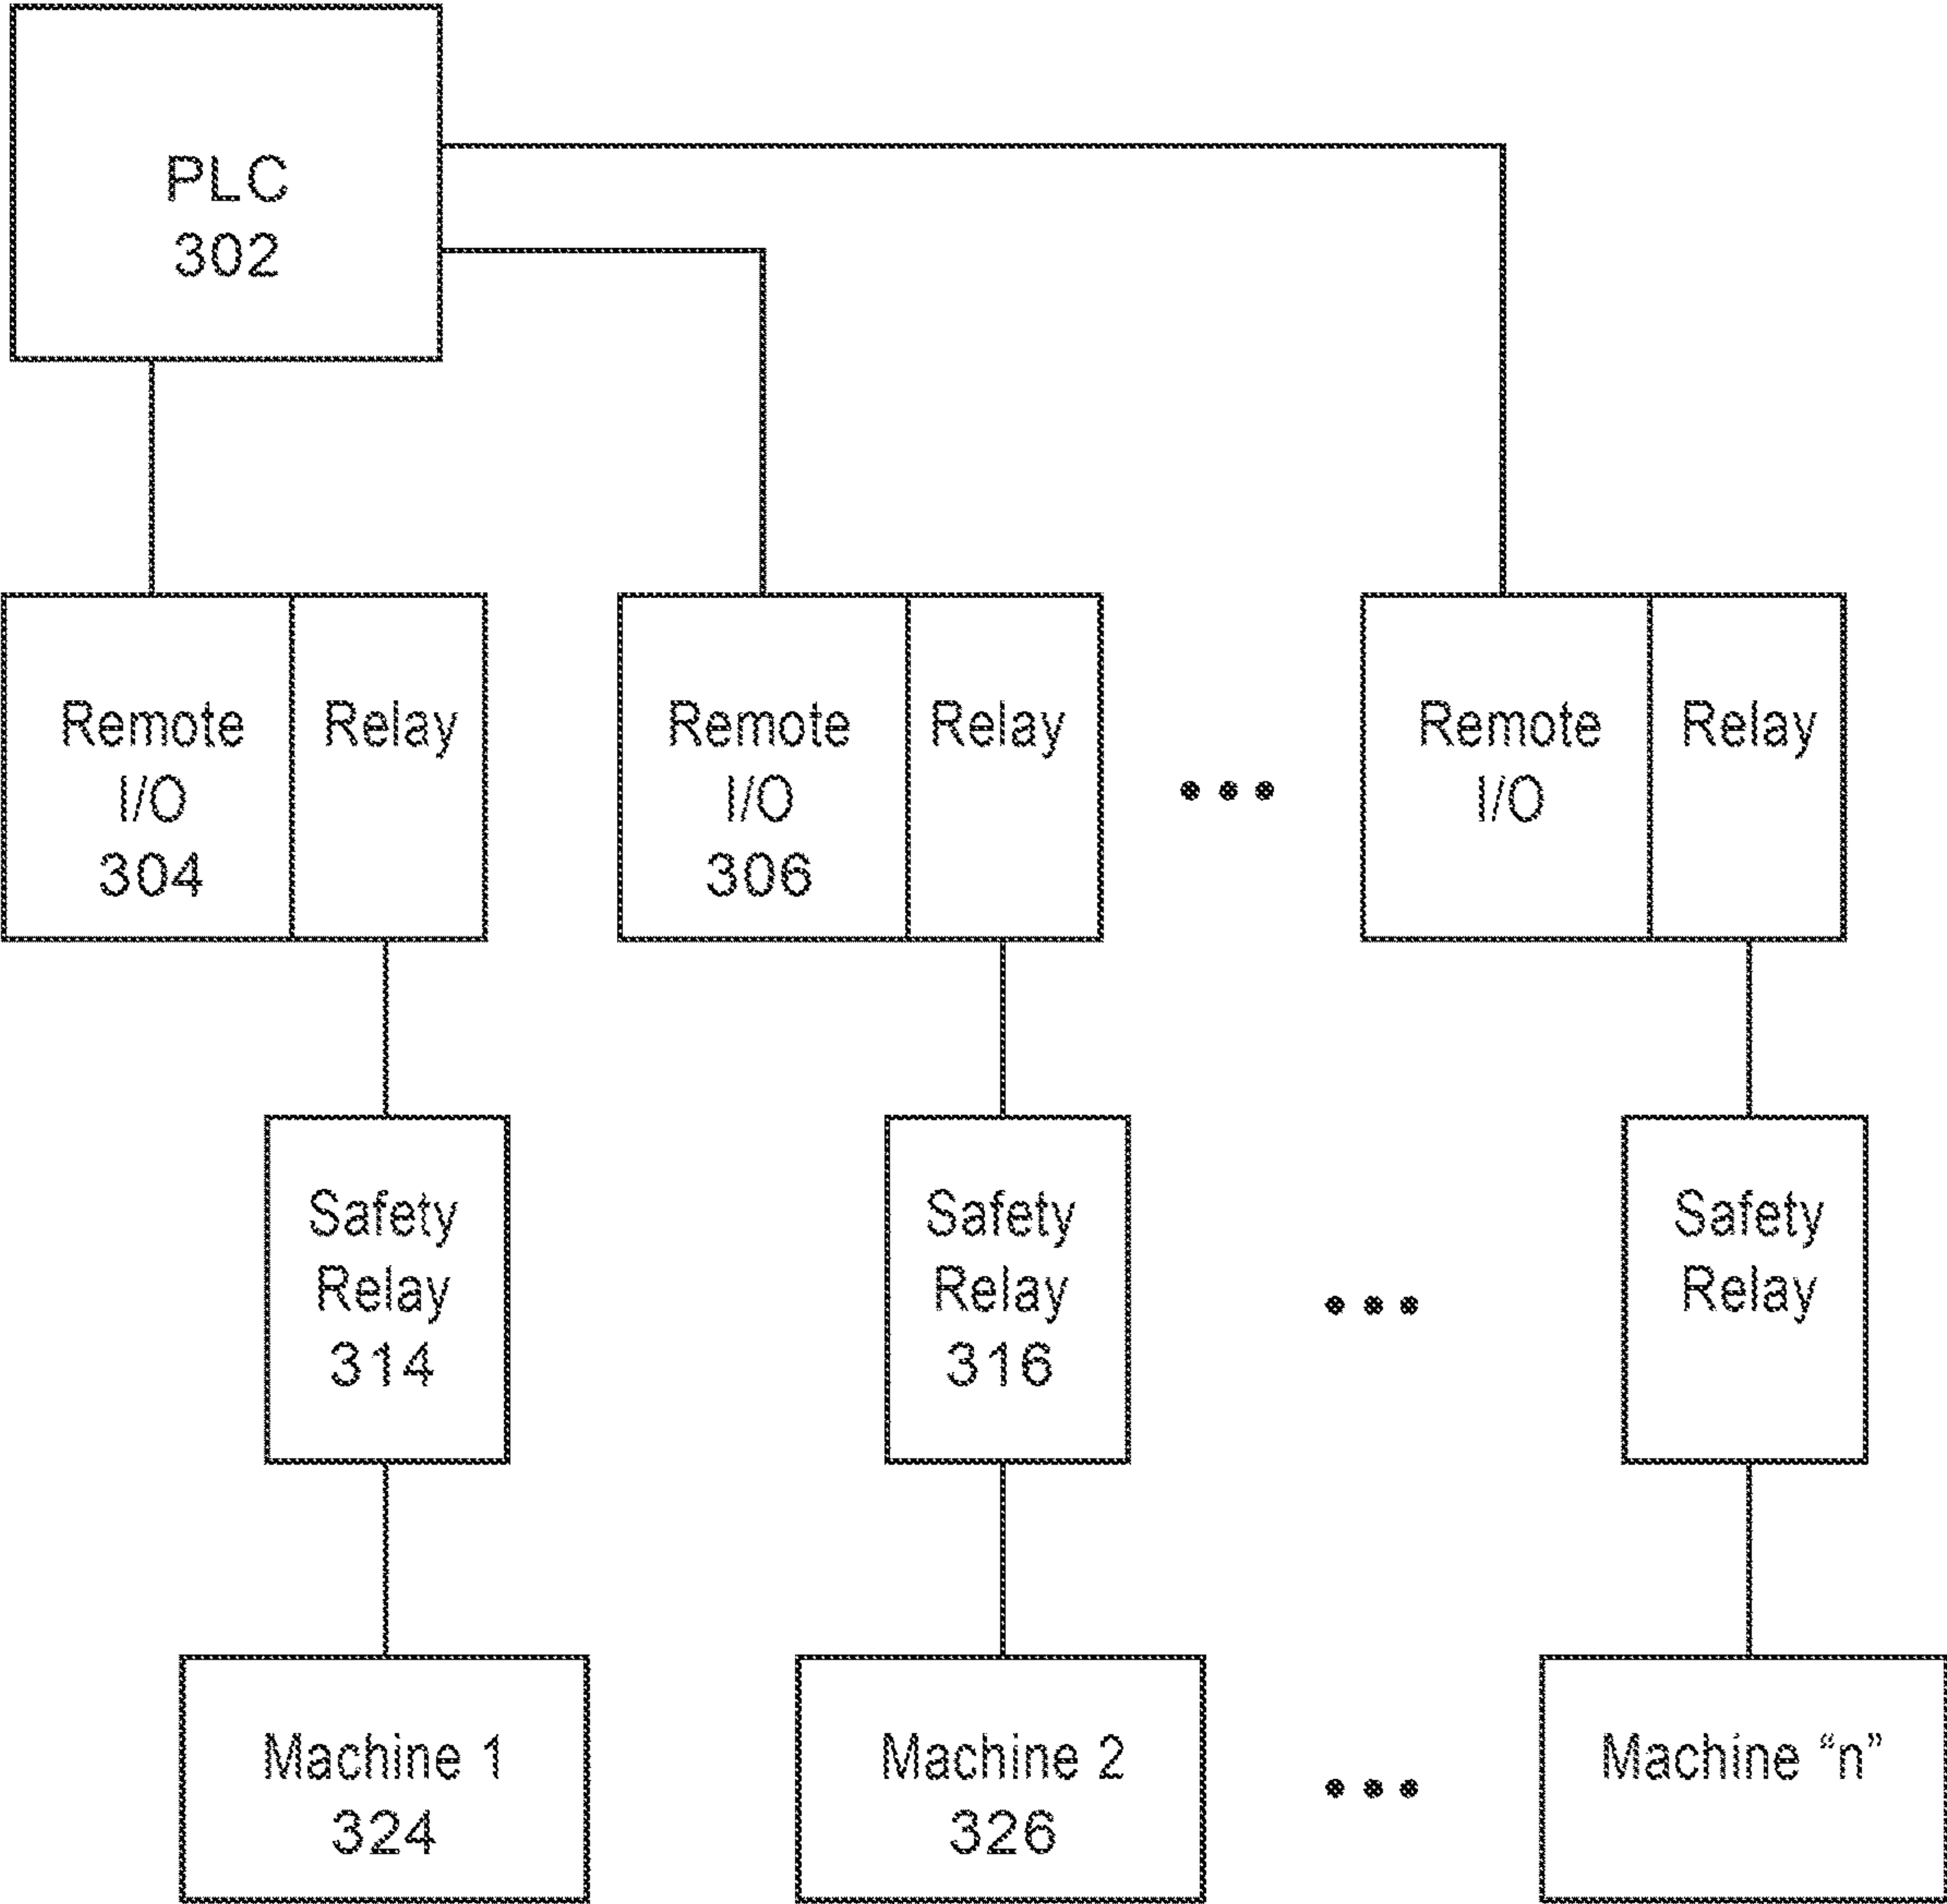 PLC
302
Remote
I/O
304
Relay
Remote
I/O
306
Relay
Remote
I/O
Relay
Safety
Relay
314
Safety
Relay
316
Safety
Relay
Machine 1
324
Machine 2
326
Machine “n”